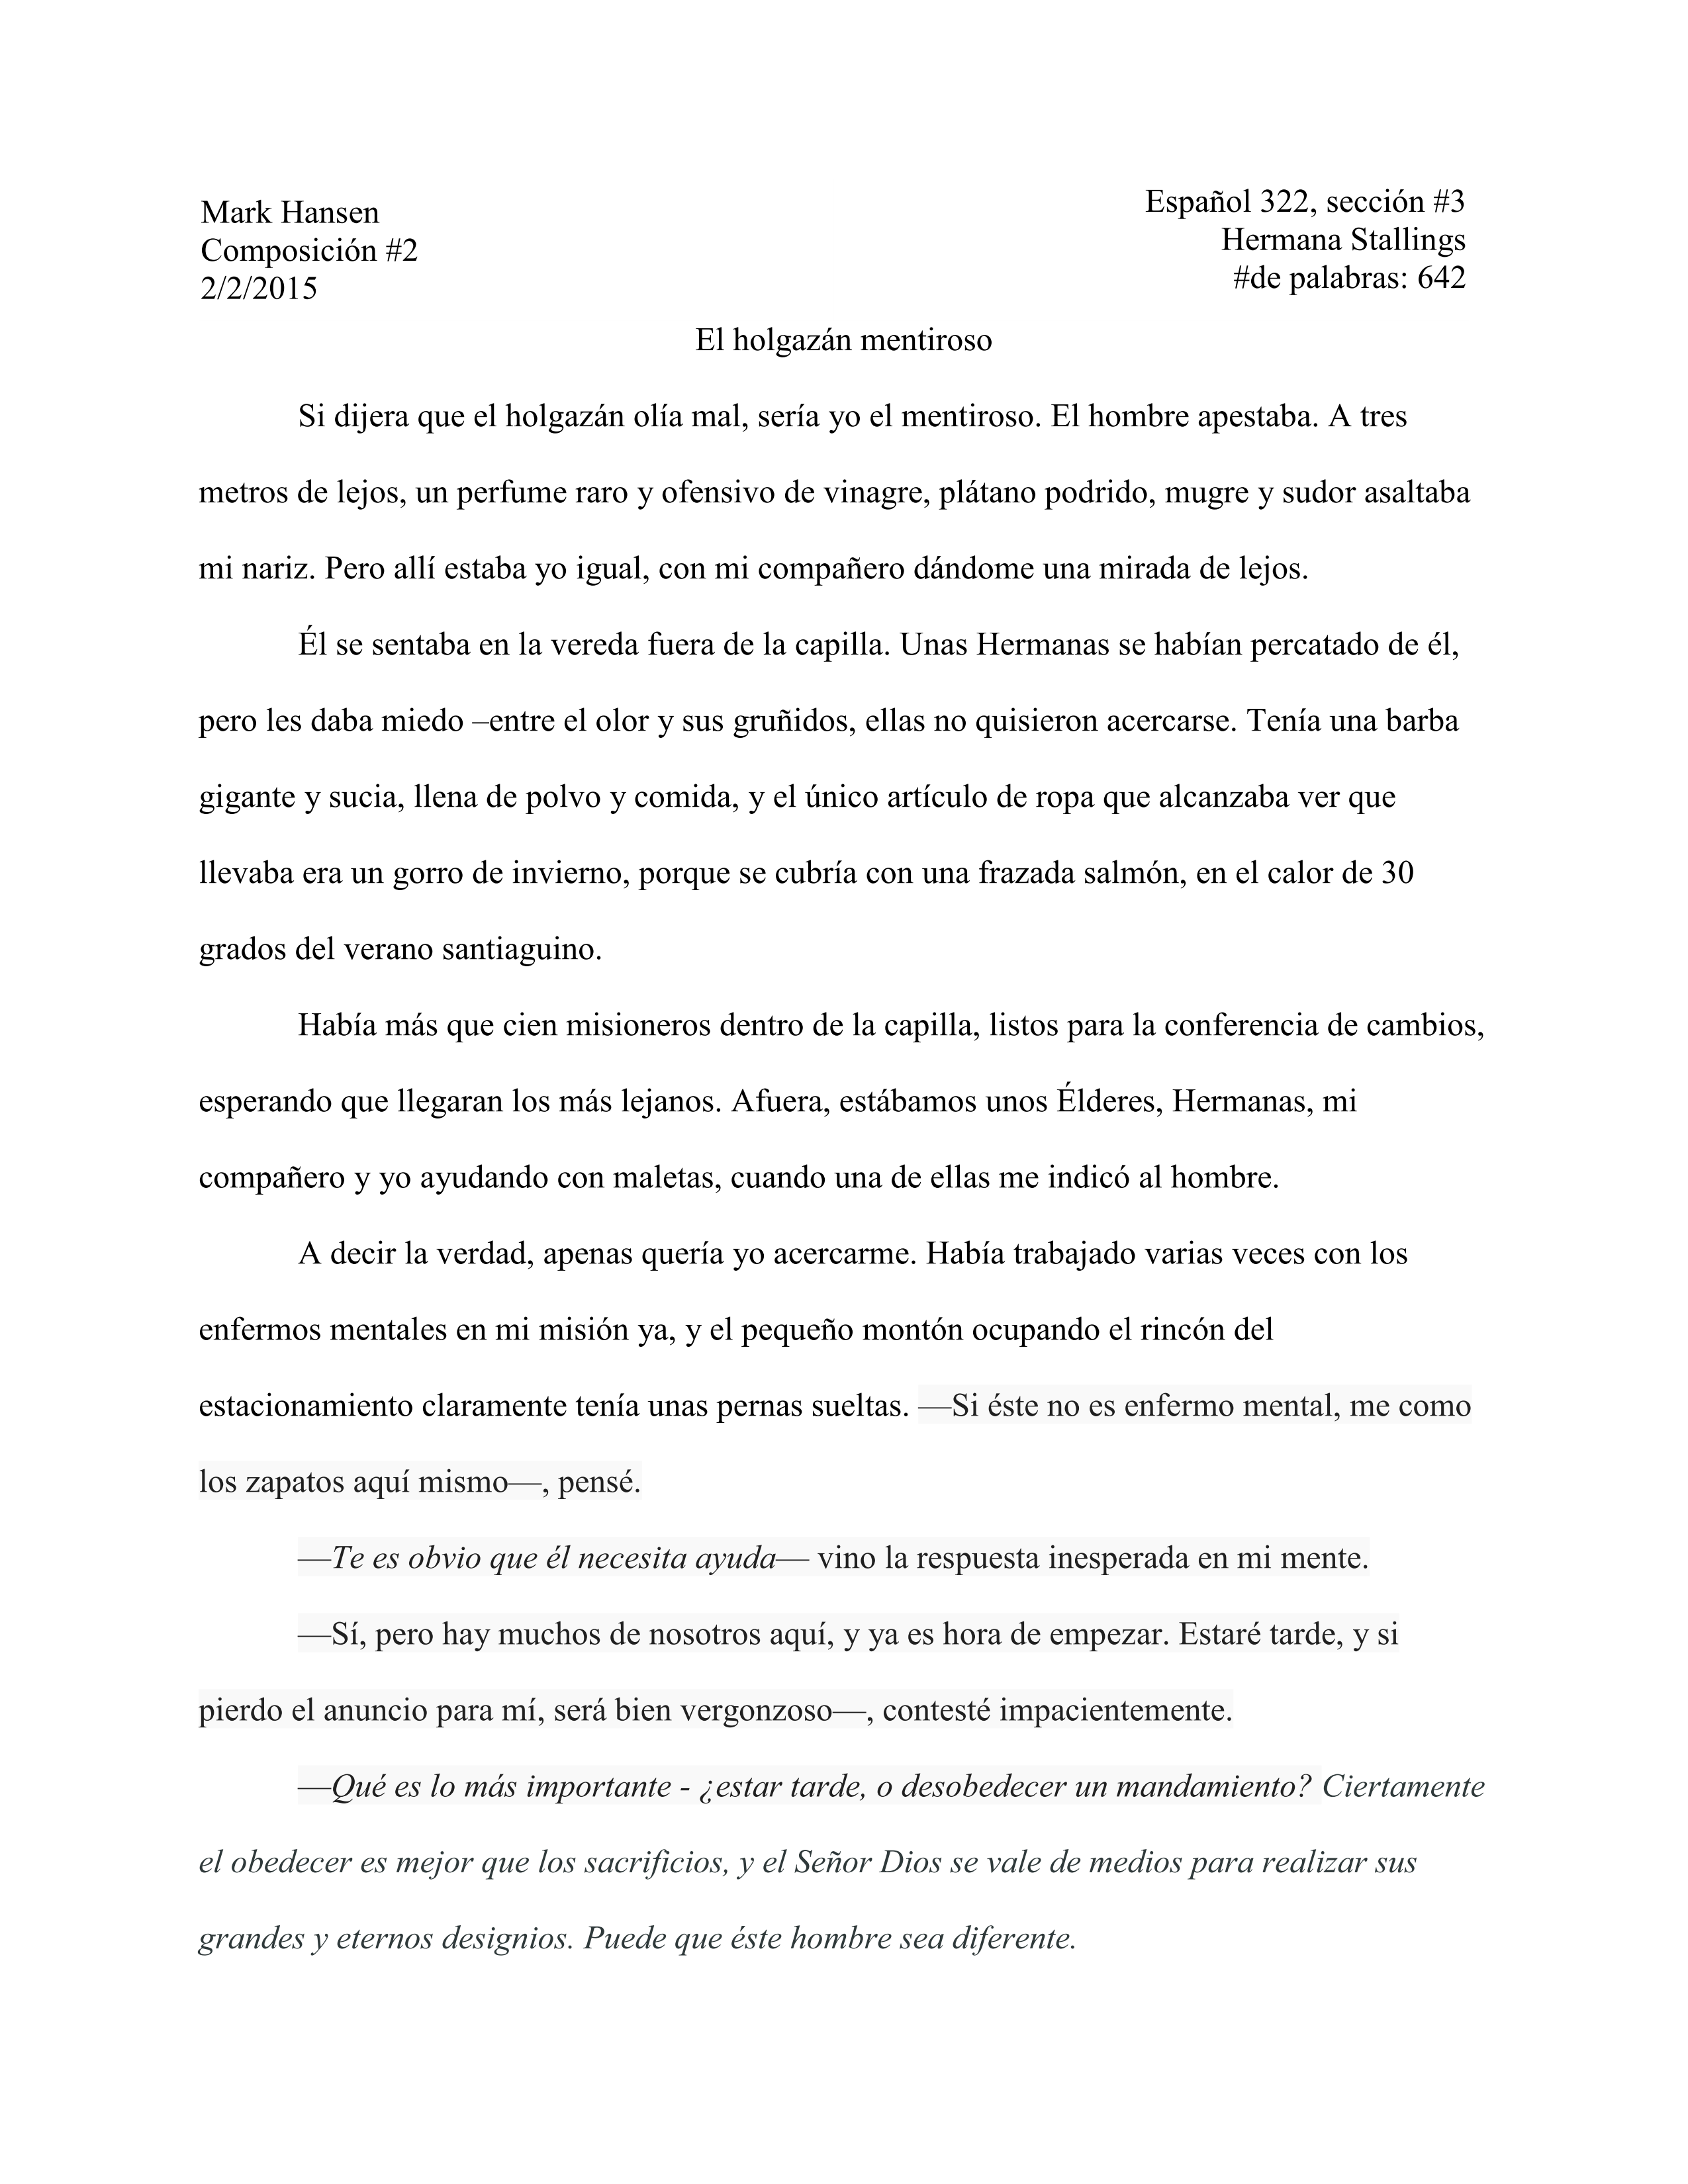 Mark Hansen
Composición #2
2/2/2015
Español 322, sección #3
Hermana Stallings
#de palabras: 642
El holgazán mentiroso
Si dijera que el holgazán olía mal, sería yo el mentiroso. El hombre apestaba. A tres
metros de lejos, un perfume raro y ofensivo de vinagre, plátano podrido, mugre y sudor asaltaba
mi nariz. Pero allí estaba yo igual, con mi compañero dándome una mirada de lejos.
Él se sentaba en la vereda fuera de la capilla. Unas Hermanas se habían percatado de él,
pero les daba miedo –entre el olor y sus gruñidos, ellas no quisieron acercarse. Tenía una barba
gigante y sucia, llena de polvo y comida, y el único artículo de ropa que alcanzaba ver que
llevaba era un gorro de invierno, porque se cubría con una frazada salmón, en el calor de 30
grados del verano santiaguino.
Había más que cien misioneros dentro de la capilla, listos para la conferencia de cambios,
esperando que llegaran los más lejanos. Afuera, estábamos unos Élderes, Hermanas, mi
compañero y yo ayudando con maletas, cuando una de ellas me indicó al hombre.
A decir la verdad, apenas quería yo acercarme. Había trabajado varias veces con los
enfermos mentales en mi misión ya, y el pequeño montón ocupando el rincón del
estacionamiento claramente tenía unas pernas sueltas. —Si éste no es enfermo mental, me como
los zapatos aquí mismo—, pensé.
—Te es obvio que él necesita ayuda— vino la respuesta inesperada en mi mente.
—Sí, pero hay muchos de nosotros aquí, y ya es hora de empezar. Estaré tarde, y si
pierdo el anuncio para mí, será bien vergonzoso—, contesté impacientemente.
—Qué es lo más importante - ¿estar tarde, o desobedecer un mandamiento? Ciertamente
el obedecer es mejor que los sacrificios, y el Señor Dios se vale de medios para realizar sus
grandes y eternos designios. Puede que éste hombre sea diferente.